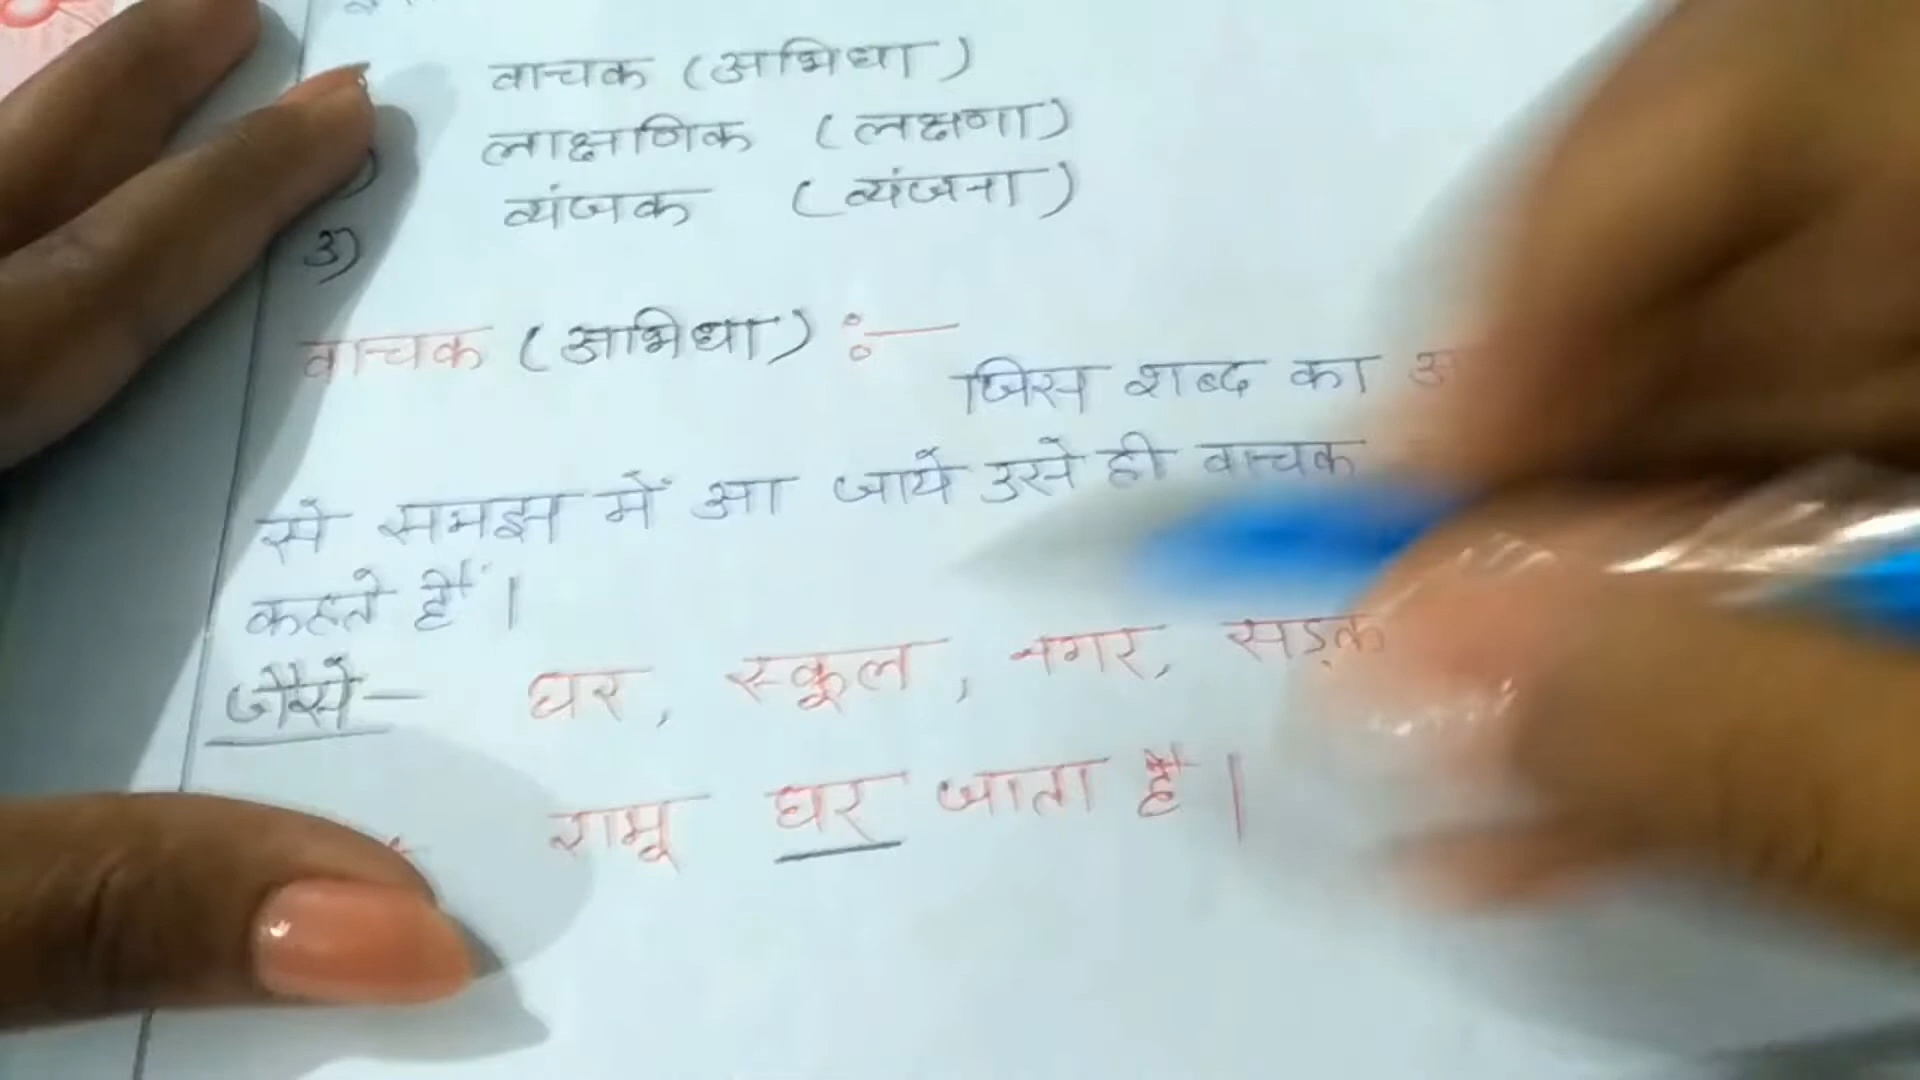 वाचक (अभिधा)
लाक्षणिक (लक्षणा)
व्यंजक (व्यंजना)
3)
वाचक (अभिधा) :—
जिस शब्द का
से समझ में आ जाये उसे ही वाचक
कहते हैं।
जैसे— घर, स्कूल, नगर, सड़क
रामू घर जाता है।